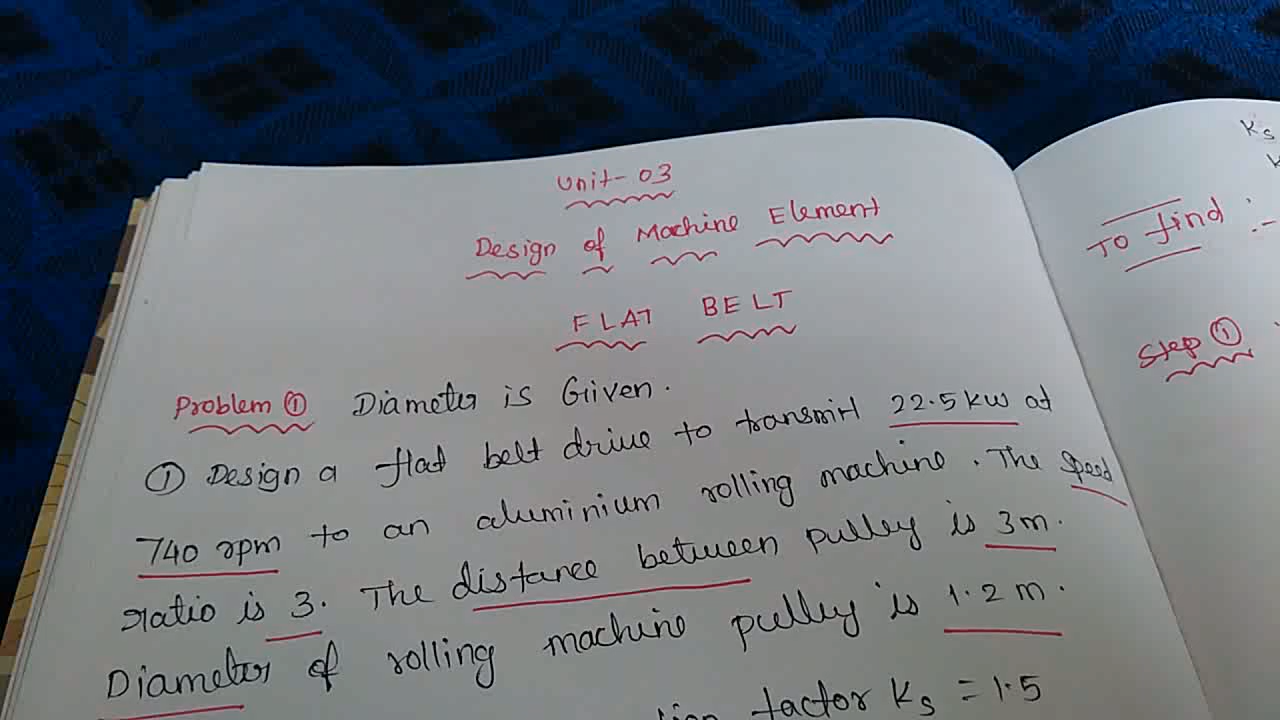 Unit-03
Design of Machine Element
FLAT BELT
Problem ① Diameter is Given.
① Design a flat belt drive to transmit 22.5kw at
740 rpm to an aluminium rolling machine. The speed
ratio is 3. The distance between pulley is 3m.
Diameter of rolling machine pulley is 1.2 m.
factor Ks = 1.5
Ks
To find :-
Step ①